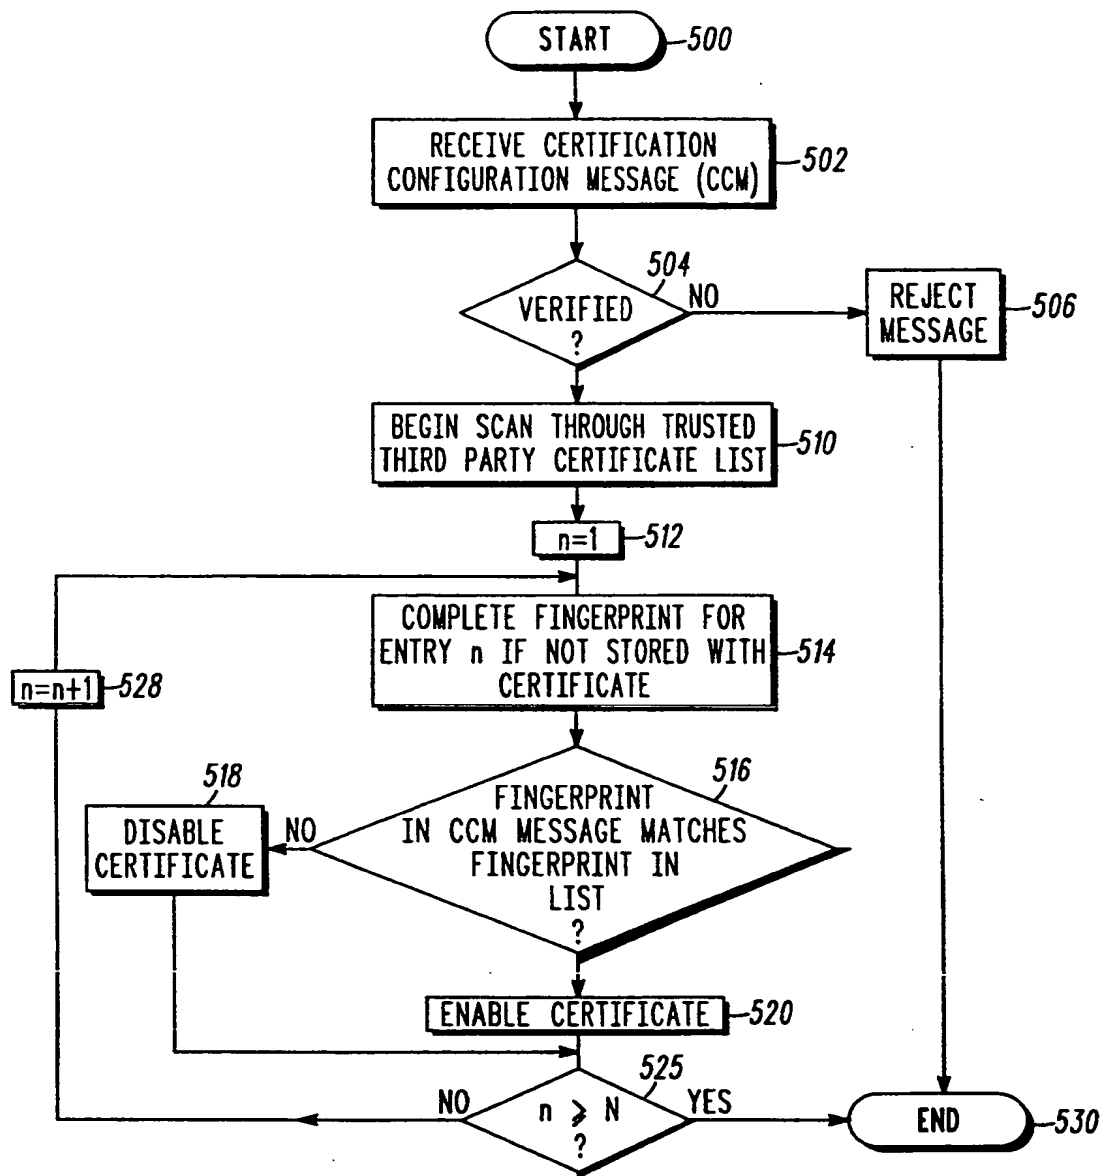 START
500
RECEIVE CERTIFICATION
CONFIGURATION MESSAGE (CCM)
502
504
VERIFIED
?
NO
REJECT
MESSAGE
506
BEGIN SCAN THROUGH TRUSTED
THIRD PARTY CERTIFICATE LIST
510
n=1
512
COMPLETE FINGERPRINT FOR
ENTRY n IF NOT STORED WITH
CERTIFICATE
514
n=n+1
528
516
FINGERPRINT
IN CCM MESSAGE MATCHES
FINGERPRINT IN
LIST
?
NO
518
DISABLE
CERTIFICATE
ENABLE CERTIFICATE
520
525
n ⩾ N
?
NO
YES
END
530